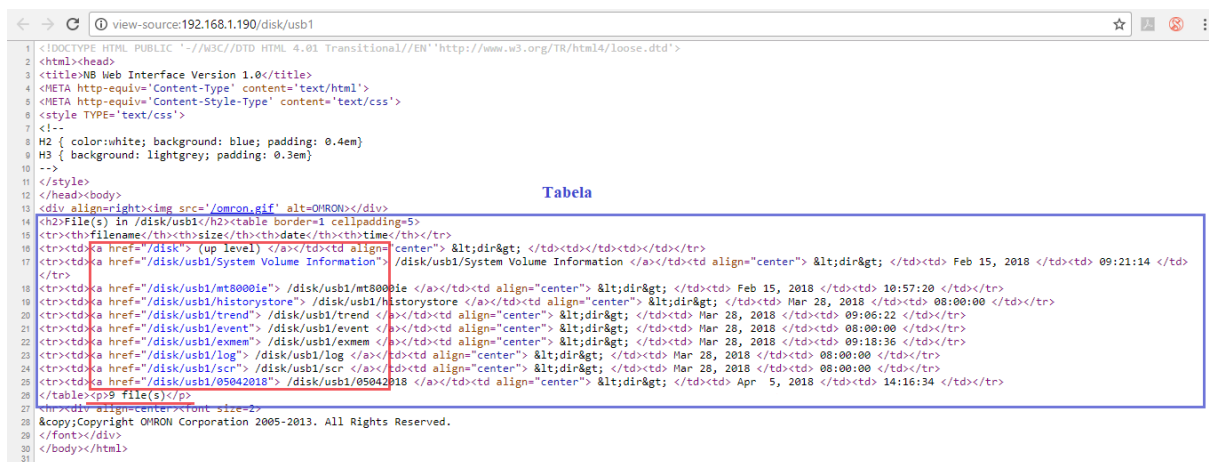 view-source:192.168.1.190/disk/usb1
1 <!DOCTYPE HTML PUBLIC '-//W3C//DTD HTML 4.01 Transitional//EN''http://www.w3.org/TR/html4/loose.dtd'>
2 <html><head>
3 <title>NB Web Interface Version 1.0</title>
4 <META http-equiv='Content-Type' content='text/html'>
5 <META http-equiv='Content-Style-Type' content='text/css'>
6 <style TYPE='text/css'>
7 <!--
8 H2 { color:white; background: blue; padding: 0.4em}
9 H3 { background: lightgrey; padding: 0.3em}
10 -->
11 </style>
12 </head><body>
Tabela
13 <div align=right><img src='/omron.gif' alt=OMRON></div>
14 <h2>File(s) in /disk/usb1</h2><table border=1 cellpadding=5>
15 <tr><th>filename</th><th>size</th><th>date</th><th>time</th></tr>
16 <tr><td><a href="/disk"> (up level) </a></td><td align="center"> &lt;dir&gt; </td><td></td><td></td></tr>
17 <tr><td><a href="/disk/usb1/System Volume Information"> /disk/usb1/System Volume Information </a></td><td align="center"> &lt;dir&gt; </td><td> Feb 15, 2018 </td><td> 09:21:14 </td>
</tr>
18 <tr><td><a href="/disk/usb1/mt8000ie"> /disk/usb1/mt8000ie </a></td><td align="center"> &lt;dir&gt; </td><td> Feb 15, 2018 </td><td> 10:57:20 </td></tr>
19 <tr><td><a href="/disk/usb1/historystore"> /disk/usb1/historystore </a></td><td align="center"> &lt;dir&gt; </td><td> Mar 28, 2018 </td><td> 08:00:00 </td></tr>
20 <tr><td><a href="/disk/usb1/trend"> /disk/usb1/trend </a></td><td align="center"> &lt;dir&gt; </td><td> Mar 28, 2018 </td><td> 09:06:22 </td></tr>
21 <tr><td><a href="/disk/usb1/event"> /disk/usb1/event </a></td><td align="center"> &lt;dir&gt; </td><td> Mar 28, 2018 </td><td> 08:00:00 </td></tr>
22 <tr><td><a href="/disk/usb1/exmem"> /disk/usb1/exmem </a></td><td align="center"> &lt;dir&gt; </td><td> Mar 28, 2018 </td><td> 09:18:36 </td></tr>
23 <tr><td><a href="/disk/usb1/log"> /disk/usb1/log </a></td><td align="center"> &lt;dir&gt; </td><td> Mar 28, 2018 </td><td> 08:00:00 </td></tr>
24 <tr><td><a href="/disk/usb1/scr"> /disk/usb1/scr </a></td><td align="center"> &lt;dir&gt; </td><td> Mar 28, 2018 </td><td> 08:00:00 </td></tr>
25 <tr><td><a href="/disk/usb1/05042018"> /disk/usb1/05042018 </a></td><td align="center"> &lt;dir&gt; </td><td> Apr  5, 2018 </td><td> 14:16:34 </td></tr>
26 </table><p>9 file(s)</p>
27 <hr><div align=center><font size=2>
28 &copy;Copyright OMRON Corporation 2005-2013. All Rights Reserved.
29 </font></div>
30 </body></html>
31